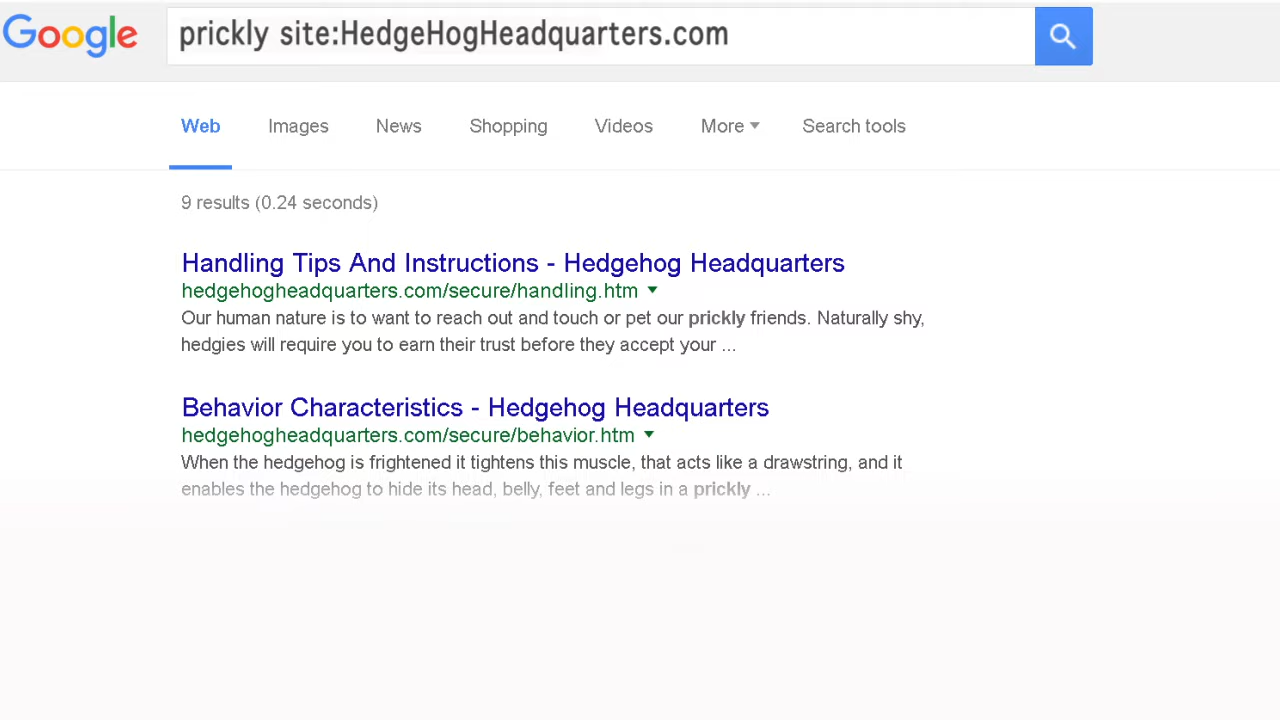 Google
prickly site:HedgeHogHeadquarters.com
Web Images News Shopping Videos More Search tools
9 results (0.24 seconds)
Handling Tips And Instructions - Hedgehog Headquarters
hedgehogheadquarters.com/secure/handling.htm
Our human nature is to want to reach out and touch or pet our prickly friends. Naturally shy,
hedgies will require you to earn their trust before they accept your ...
Behavior Characteristics - Hedgehog Headquarters
hedgehogheadquarters.com/secure/behavior.htm
When the hedgehog is frightened it tightens this muscle, that acts like a drawstring, and it
enables the hedgehog to hide its head, belly, feet and legs in a prickly ...